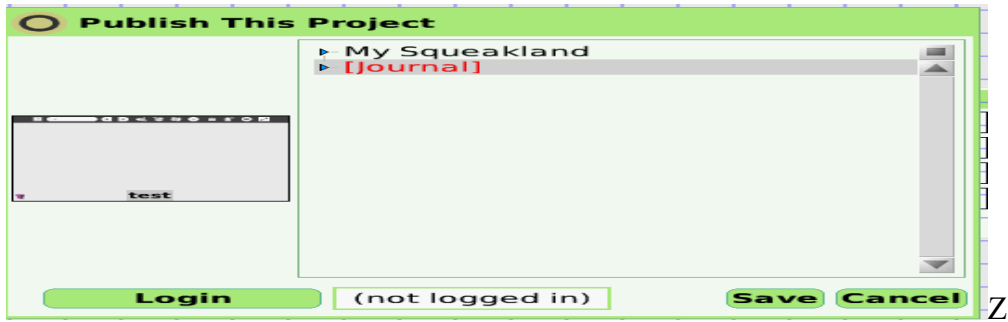 Publish This Project
My Squeakland
[Journal]
test
Login
(not logged in)
Save
Cancel
Z